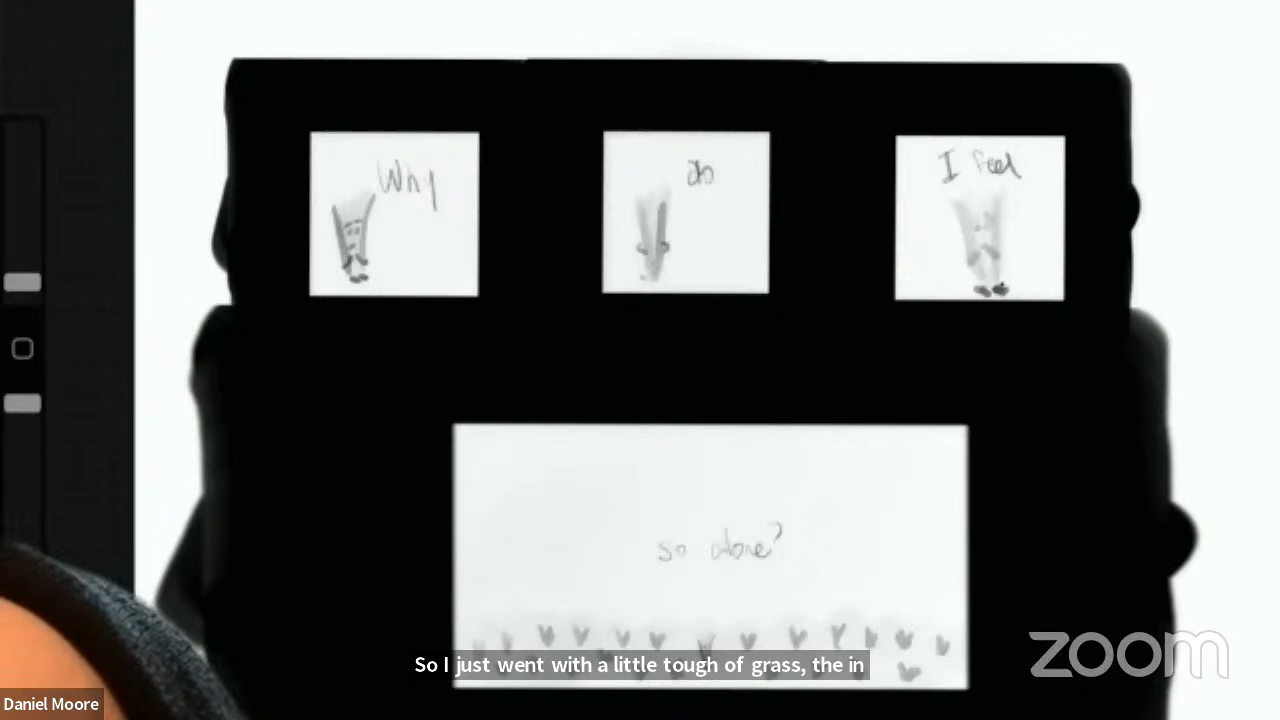 Why
do
I feel
so alone?
So I just went with a little tough of grass, the in
zoom
Daniel Moore